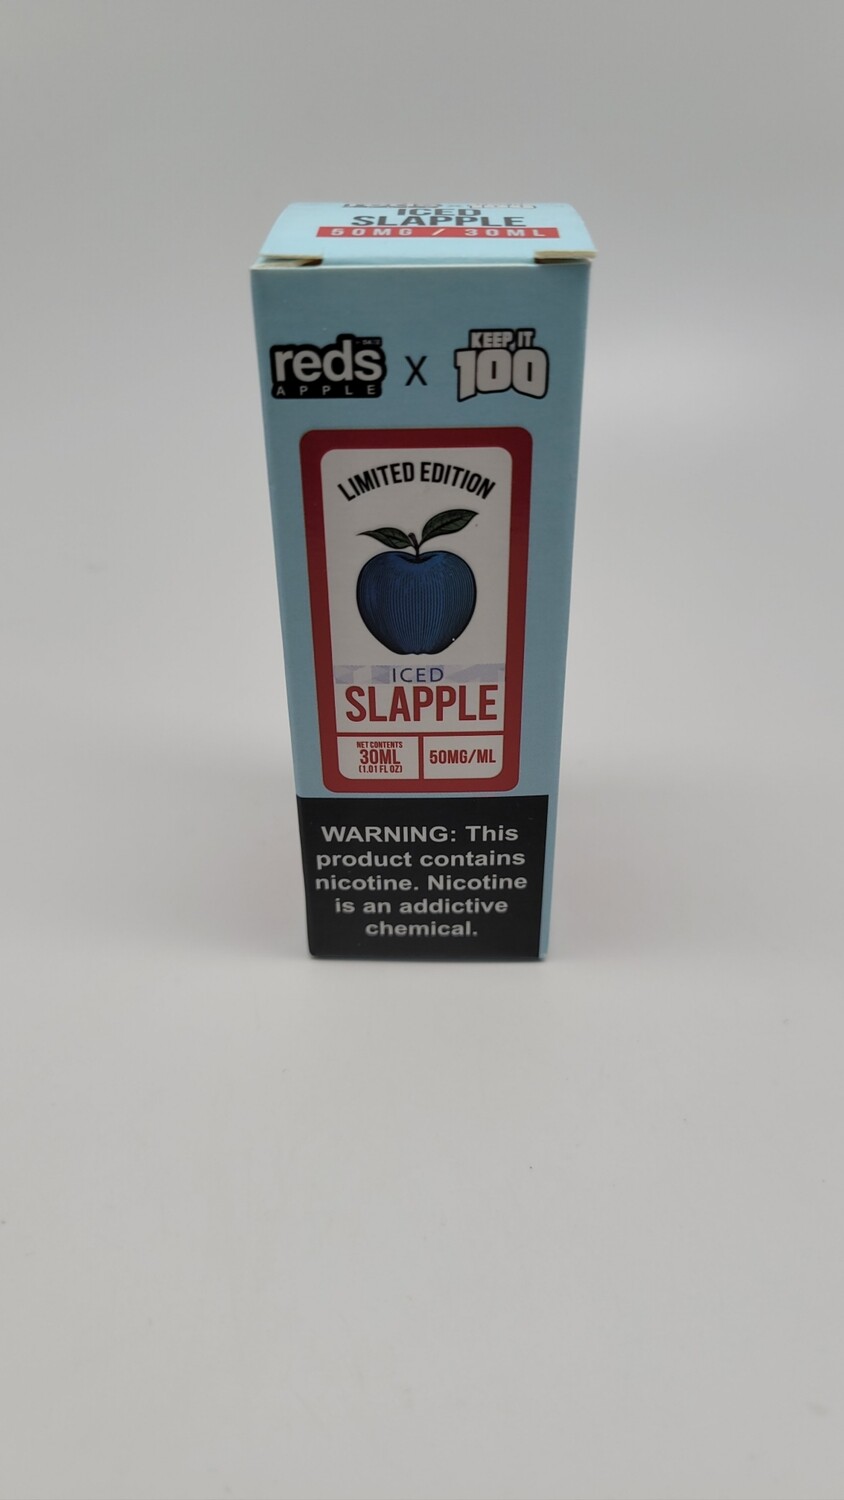 ICED
SLAPPLE
50MG / 30ML
reds
APPLE
X
KEEP IT
100
LIMITED EDITION
ICED
SLAPPLE
NET CONTENTS
30ML
(1.01 FL OZ)
50MG/ML
WARNING: This
product contains
nicotine. Nicotine
is an addictive
chemical.